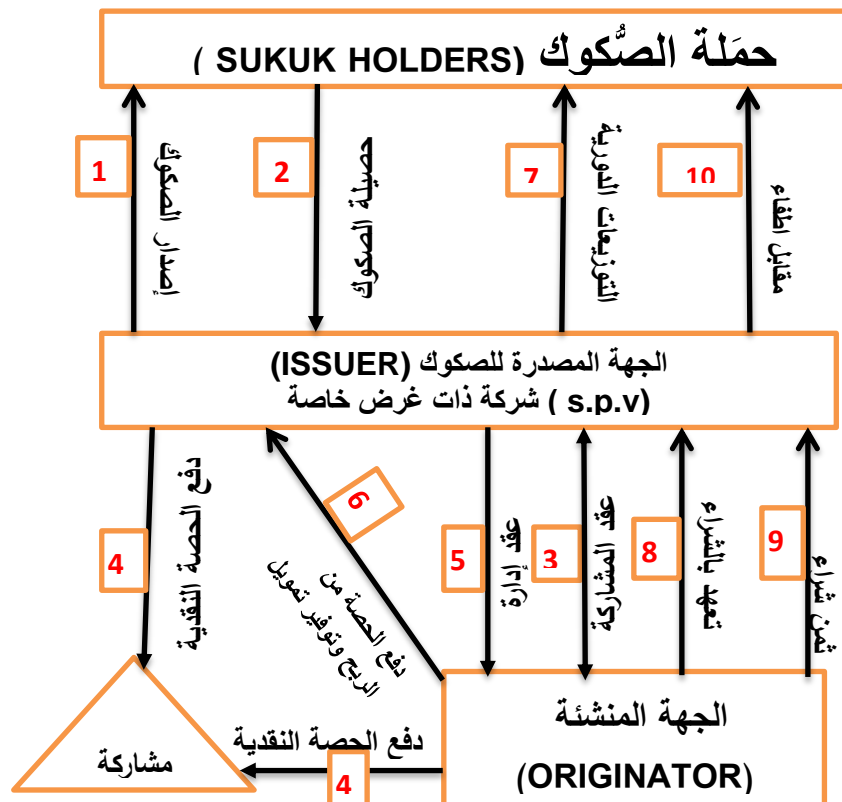 حمَلة الصُّكوك (SUKUK HOLDERS )
1
إصدار الصكوك
2
حصيلة الصكوك
7
التوزيعات الدورية
10
مقابل اطفاء
الجهة المصدرة للصكوك (ISSUER)
(s.p.v ) شركة ذات غرض خاصة
4
دفع الحصة النقدية
6
دفع الحصة من
الربح وتوفير تمويل
5
عقد إدارة
3
عقد المشاركة
8
تعهد بالشراء
9
ثمن شراء
مشاركة
دفع الحصة النقدية
4
الجهة المنشئة
(ORIGINATOR)